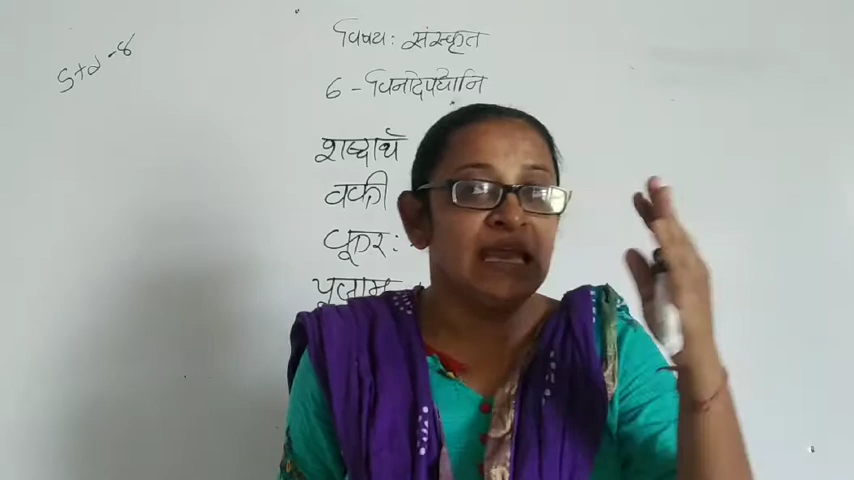 Std -8
विषय: संस्कृत
6 - विनोदपद्यानि
शब्दार्थ
वक्री
क्रूर:
पूजाम